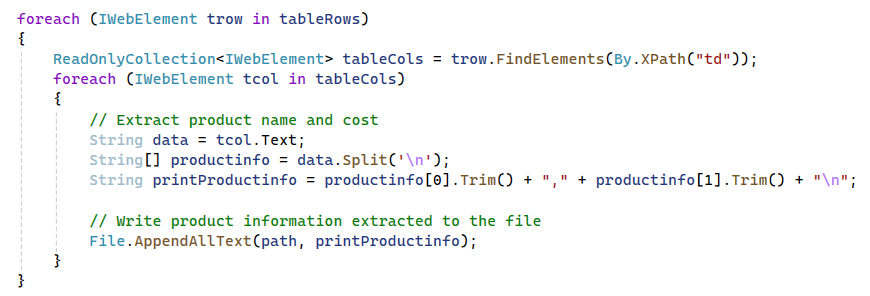 foreach (IWebElement trow in tableRows)
{
    ReadOnlyCollection<IWebElement> tableCols = trow.FindElements(By.XPath("td"));
    foreach (IWebElement tcol in tableCols)
    {
        // Extract product name and cost
        String data = tcol.Text;
        String[] productinfo = data.Split('\n');
        String printProductinfo = productinfo[0].Trim() + "," + productinfo[1].Trim() + "\n";

        // Write product information extracted to the file
        File.AppendAllText(path, printProductinfo);
    }
}